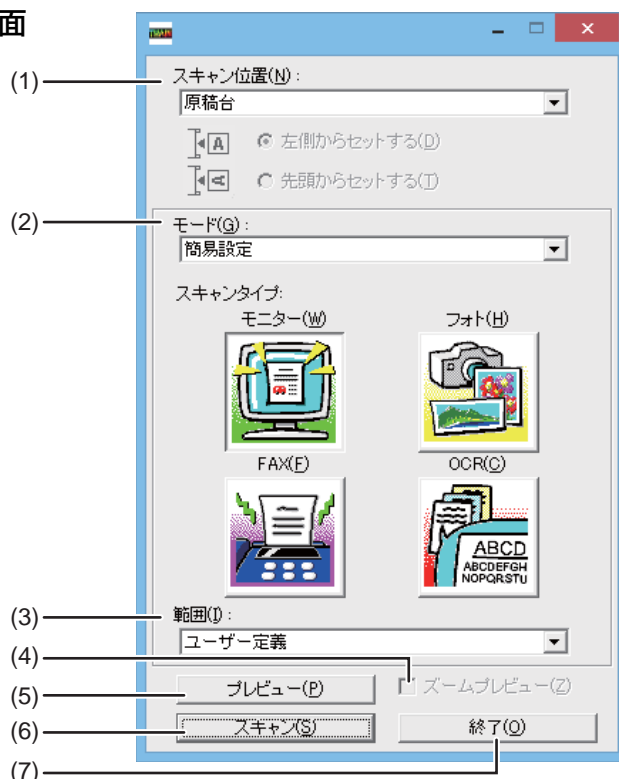 面
(1)
スキャン位置(N):
原稿台
A 左側からセットする(D)
A 先頭からセットする(T)
(2)
モード(G):
簡易設定
スキャンタイプ:
モニター(W) フォト(H)
FAX(F) OCR(C)
ABCD
ABCDEFGH
NOPQRSTU
(3)
範囲(I):
ユーザー定義
(4)
(5)
プレビュー(P) ズームプレビュー(Z)
(6)
スキャン(S) 終了(O)
(7)